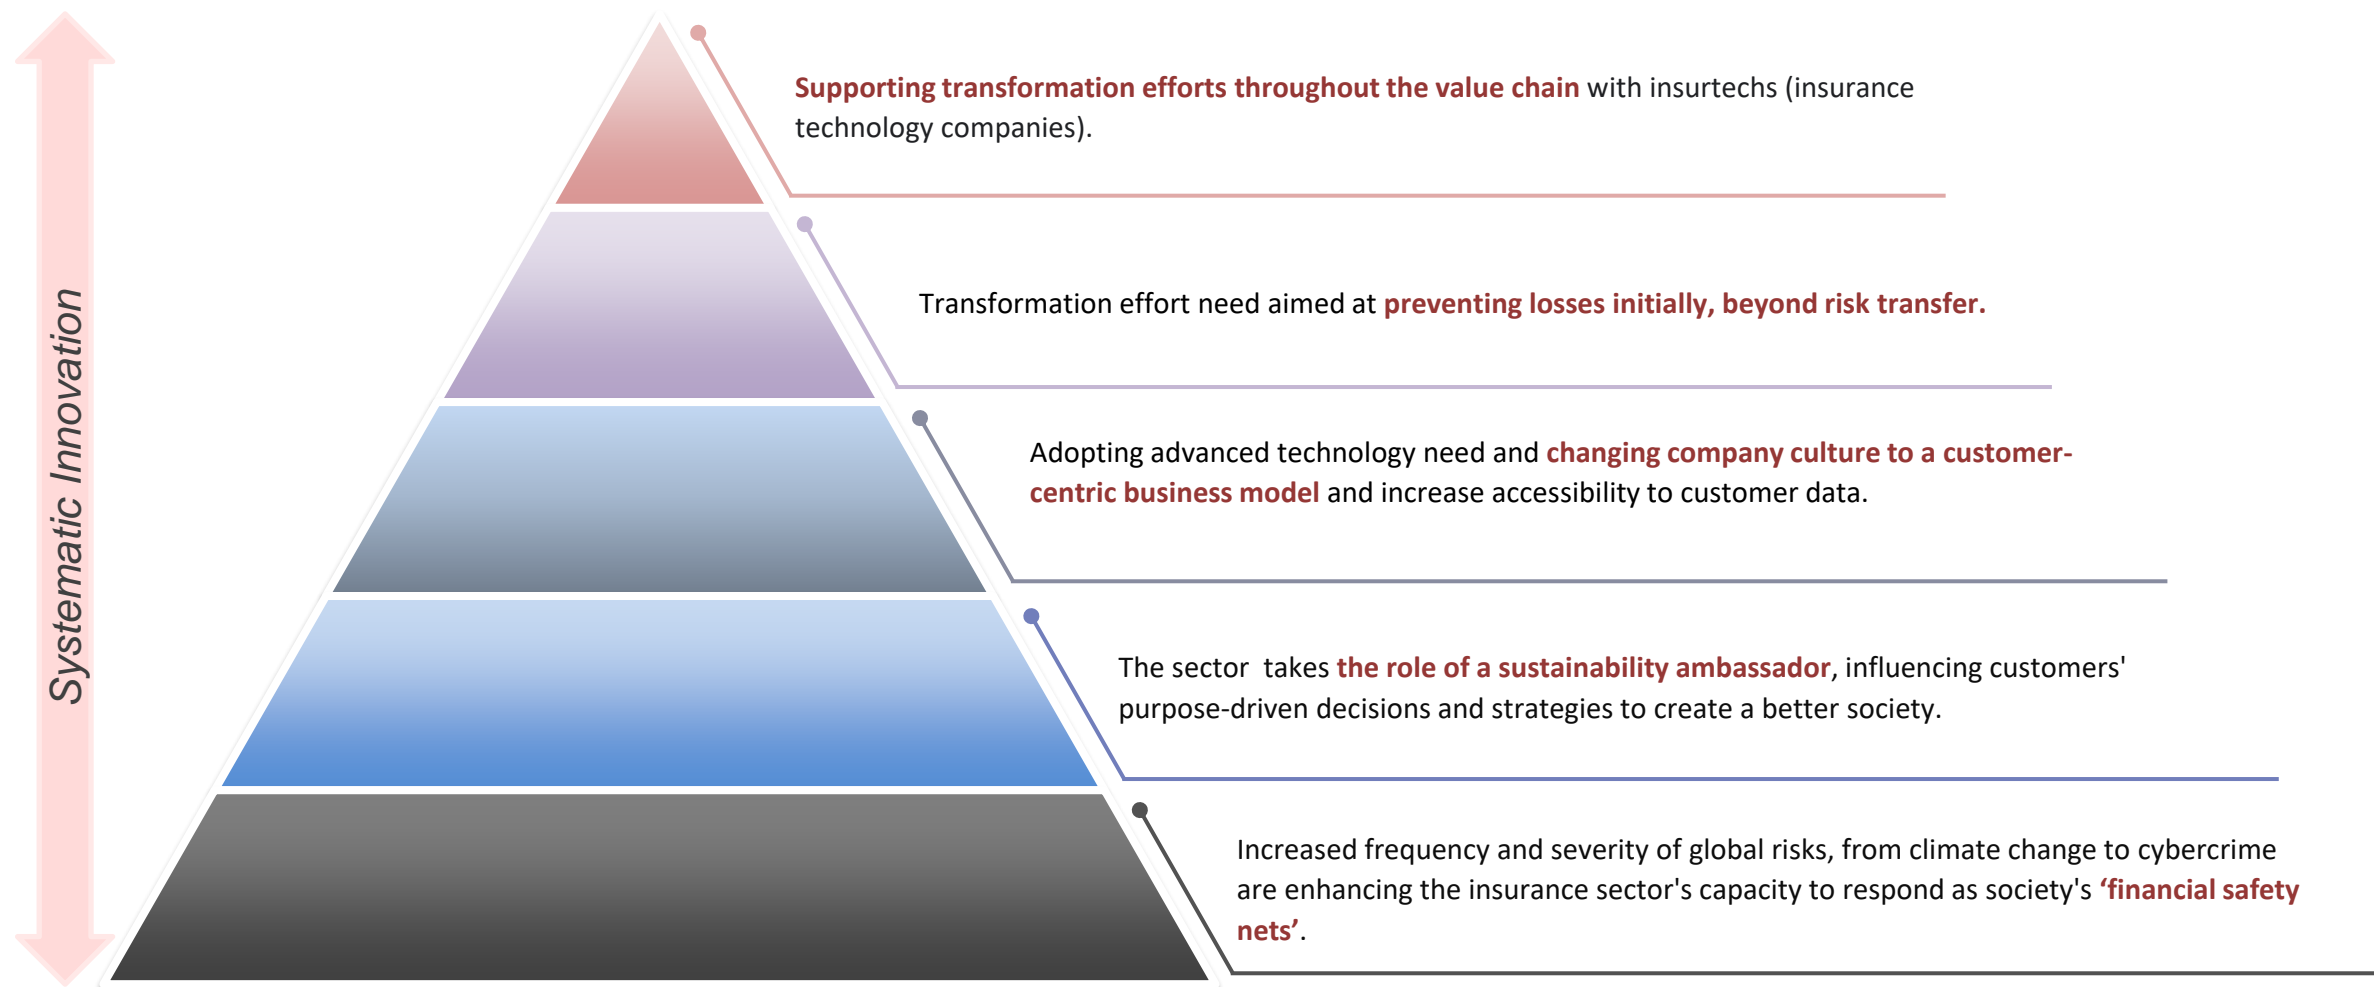 Systematic Innovation
Supporting transformation efforts throughout the value chain with insurtechs (insurance
technology companies).
Transformation effort need aimed at preventing losses initially, beyond risk transfer.
Adopting advanced technology need and changing company culture to a customer-
centric business model and increase accessibility to customer data.
The sector  takes the role of a sustainability ambassador, influencing customers'
purpose-driven decisions and strategies to create a better society.
Increased frequency and severity of global risks, from climate change to cybercrime
are enhancing the insurance sector's capacity to respond as society's ‘financial safety
nets’.